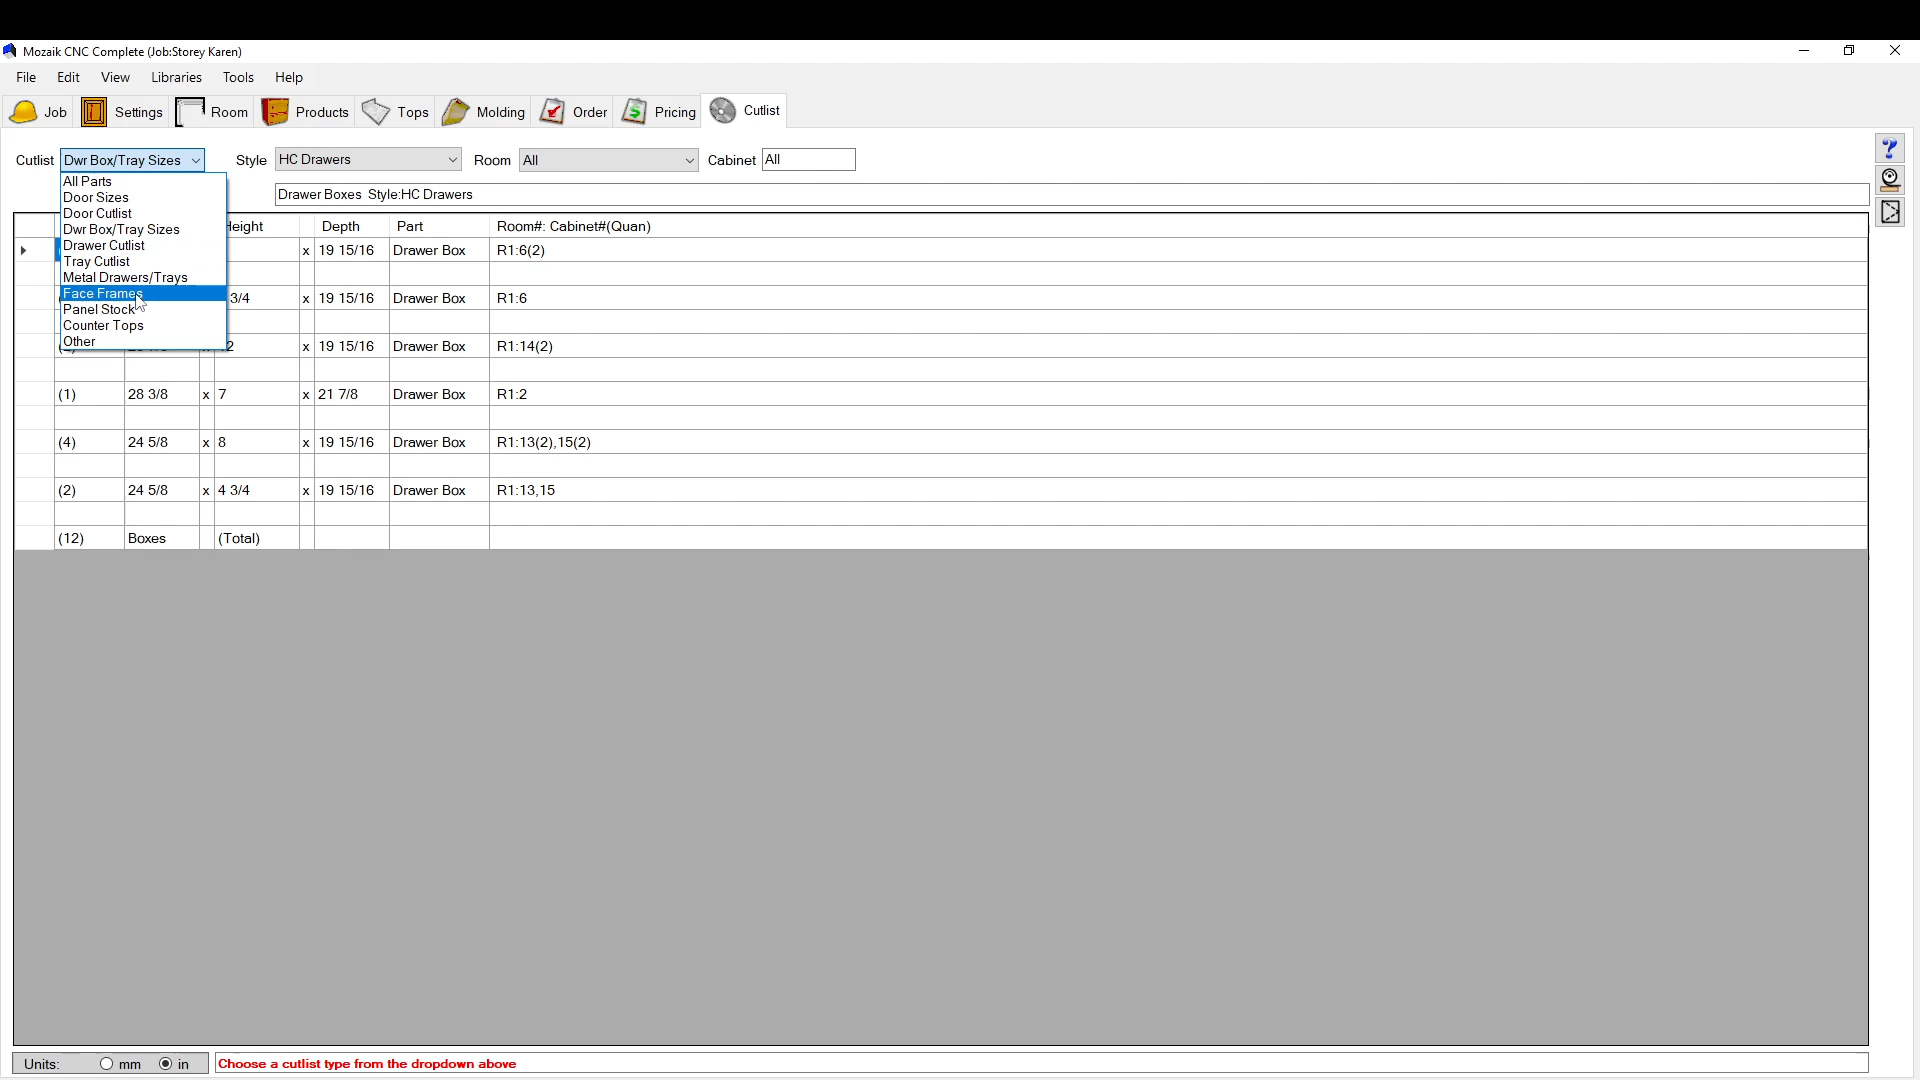 Mozaik CNC Complete (Job:Storey Karen)
File Edit View Libraries Tools Help
Job Settings Room Products Tops Molding Order Pricing Cutlist
Cutlist Dwr Box/Tray Sizes Style HC Drawers Room All Cabinet All
All Parts
Door Sizes
Door Cutlist
Dwr Box/Tray Sizes
Drawer Cutlist
Tray Cutlist
Metal Drawers/Trays
Face Frames
Panel Stock
Counter Tops
Other
Drawer Boxes Style:HC Drawers
Depth Part Room#: Cabinet#(Quan)
x 19 15/16 Drawer Box R1:6(2)
3/4 x 19 15/16 Drawer Box R1:6
x 19 15/16 Drawer Box R1:14(2)
(1) 28 3/8 x 7 x 21 7/8 Drawer Box R1:2
(4) 24 5/8 x 8 x 19 15/16 Drawer Box R1:13(2),15(2)
(2) 24 5/8 x 4 3/4 x 19 15/16 Drawer Box R1:13,15
(12) Boxes (Total)
Units: mm in Choose a cutlist type from the dropdown above